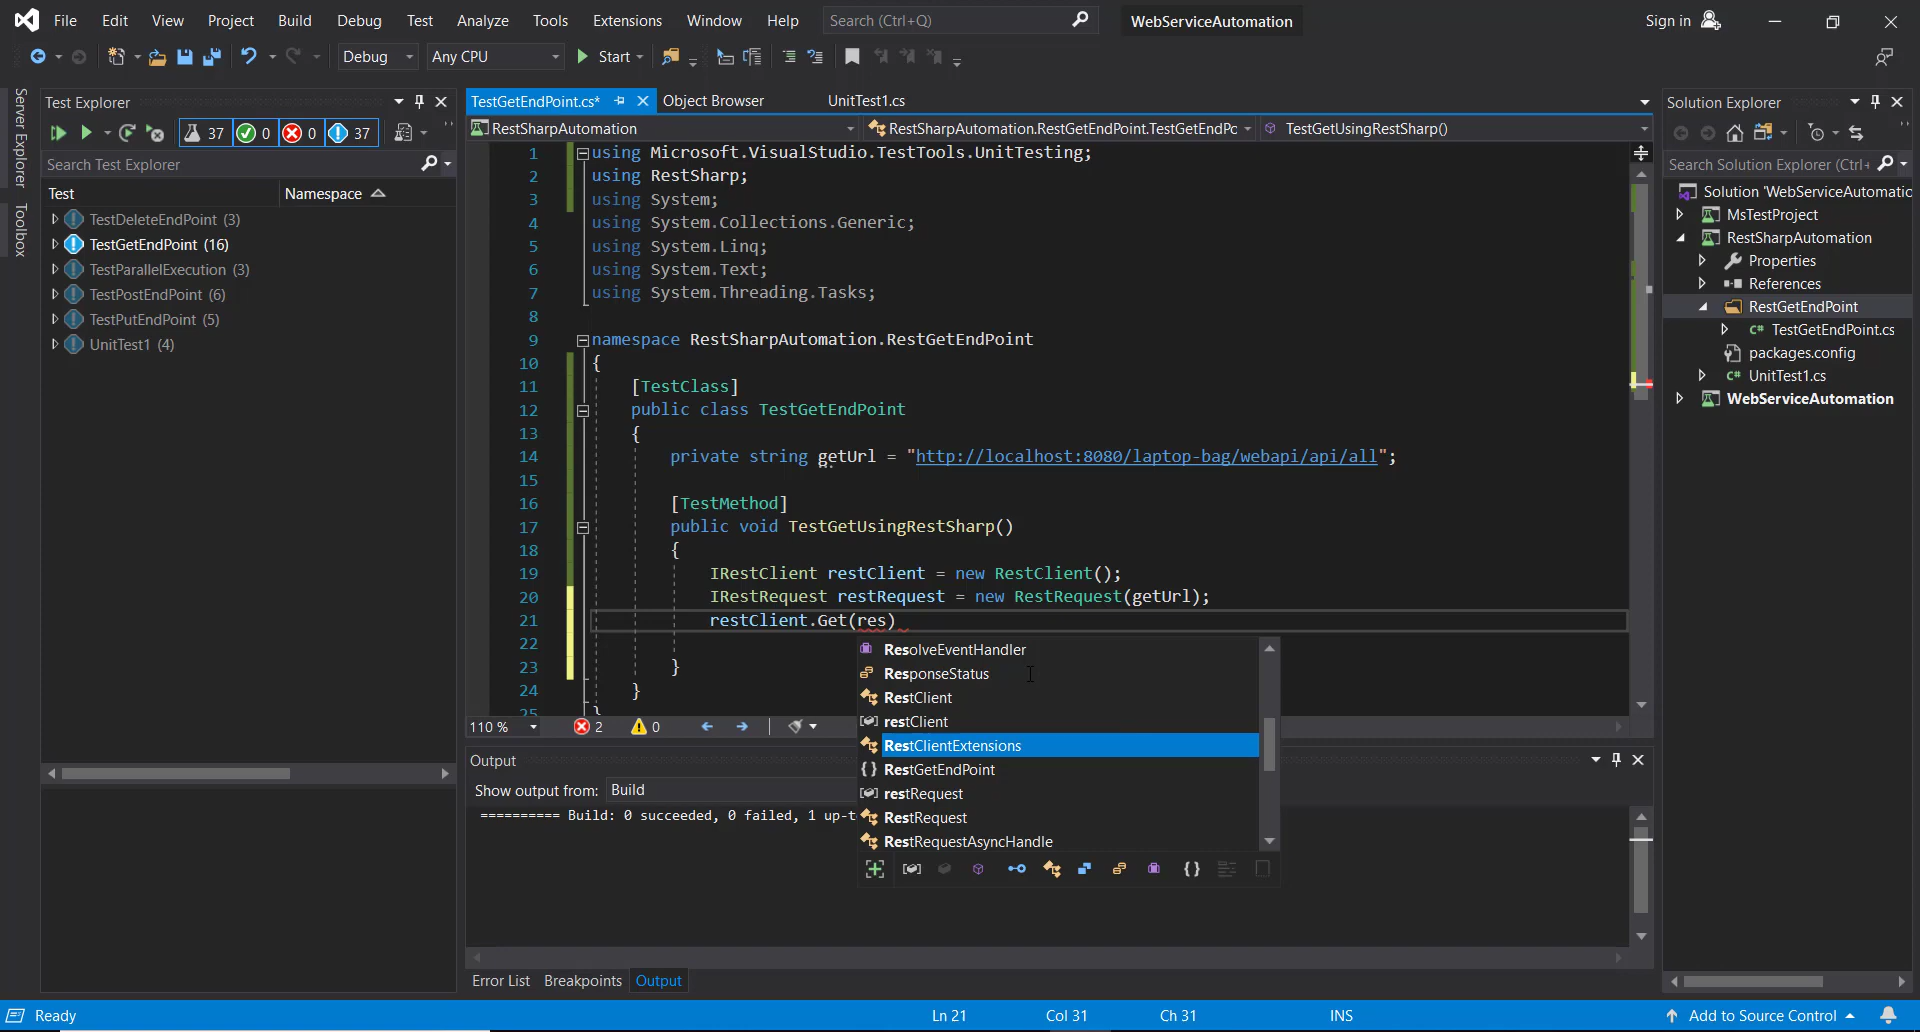 File Edit View Project Build Debug Test Analyze Tools Extensions Window Help Search (Ctrl+Q) WebServiceAutomation Sign in
Debug Any CPU Start
Server Explorer
Toolbox
Test Explorer
37 0 0 37
Search Test Explorer
Test Namespace
TestDeleteEndPoint (3)
TestGetEndPoint (16)
TestParallelExecution (3)
TestPostEndPoint (6)
TestPutEndPoint (5)
UnitTest1 (4)
TestGetEndPoint.cs* Object Browser UnitTest1.cs
RestSharpAutomation RestSharpAutomation.RestGetEndPoint.TestGetEndPc TestGetUsingRestSharp()
1 using Microsoft.VisualStudio.TestTools.UnitTesting;
2 using RestSharp;
3 using System;
4 using System.Collections.Generic;
5 using System.Linq;
6 using System.Text;
7 using System.Threading.Tasks;
8
9 namespace RestSharpAutomation.RestGetEndPoint
10 {
11 [TestClass]
12 public class TestGetEndPoint
13 {
14 private string getUrl = "http://localhost:8080/laptop-bag/webapi/api/all";
15
16 [TestMethod]
17 public void TestGetUsingRestSharp()
18 {
19 IRestClient restClient = new RestClient();
20 IRestRequest restRequest = new RestRequest(getUrl);
21 restClient.Get(res)
22
23 }
24 }
25 }
ResolveEventHandler
ResponseStatus
RestClient
restClient
RestClientExtensions
RestGetEndPoint
restRequest
RestRequest
RestRequestAsyncHandle
110 % 2 0
Output
Show output from: Build
========== Build: 0 succeeded, 0 failed, 1 up-t
Error List Breakpoints Output
Solution Explorer
Search Solution Explorer (Ctrl+
Solution 'WebServiceAutomatic
MsTestProject
RestSharpAutomation
Properties
References
RestGetEndPoint
TestGetEndPoint.cs
packages.config
UnitTest1.cs
WebServiceAutomation
Ready Ln 21 Col 31 Ch 31 INS Add to Source Control